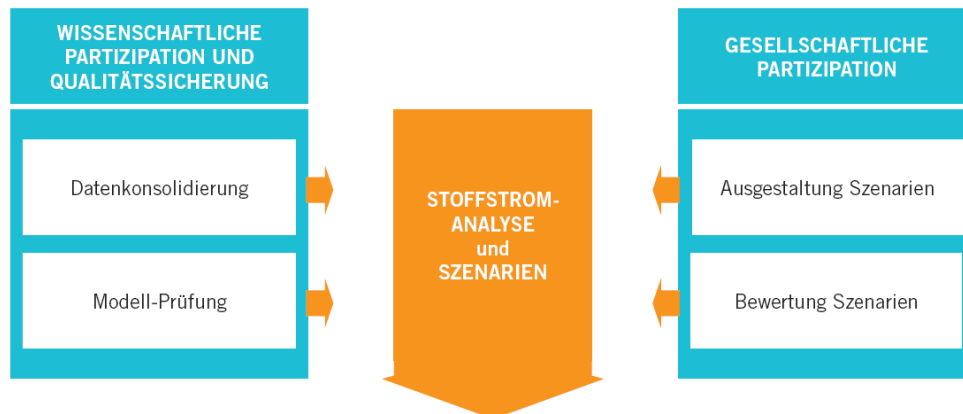 WISSENSCHAFTLICHE
PARTIZIPATION UND
QUALITÄTSSICHERUNG
Datenkonsolidierung
Modell-Prüfung
STOFFSTROM-
ANALYSE
und
SZENARIEN
GESELLSCHAFTLICHE
PARTIZIPATION
Ausgestaltung Szenarien
Bewertung Szenarien